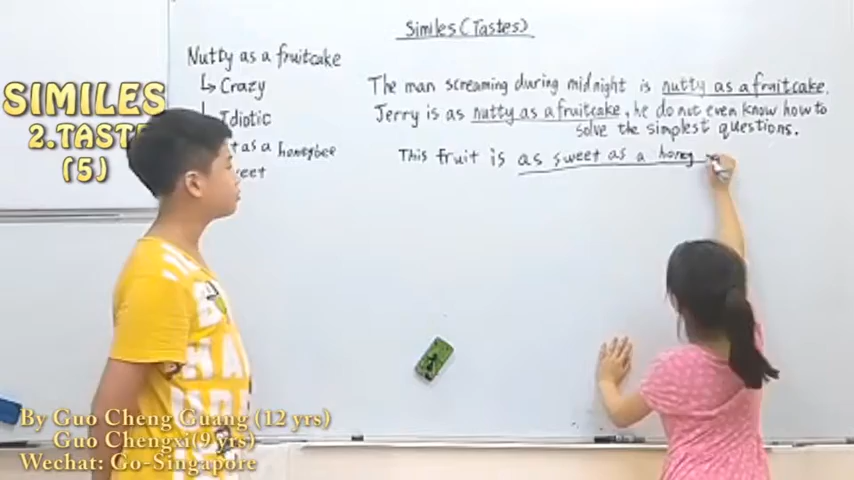 Similes (Tastes)
Nutty as a fruitcake
↳ Crazy
Idiotic
as a honeybee
The man screaming during midnight is nutty as a fruitcake.
Jerry is as nutty as a fruitcake, he do not even know how to
solve the simplest questions.
This fruit is as sweet as a honey
SIMILES
2.TASTE
(5)
By Guo Cheng Guang (12 yrs)
Guo Chengxi(9 yrs)
Wechat: Go-Singapore